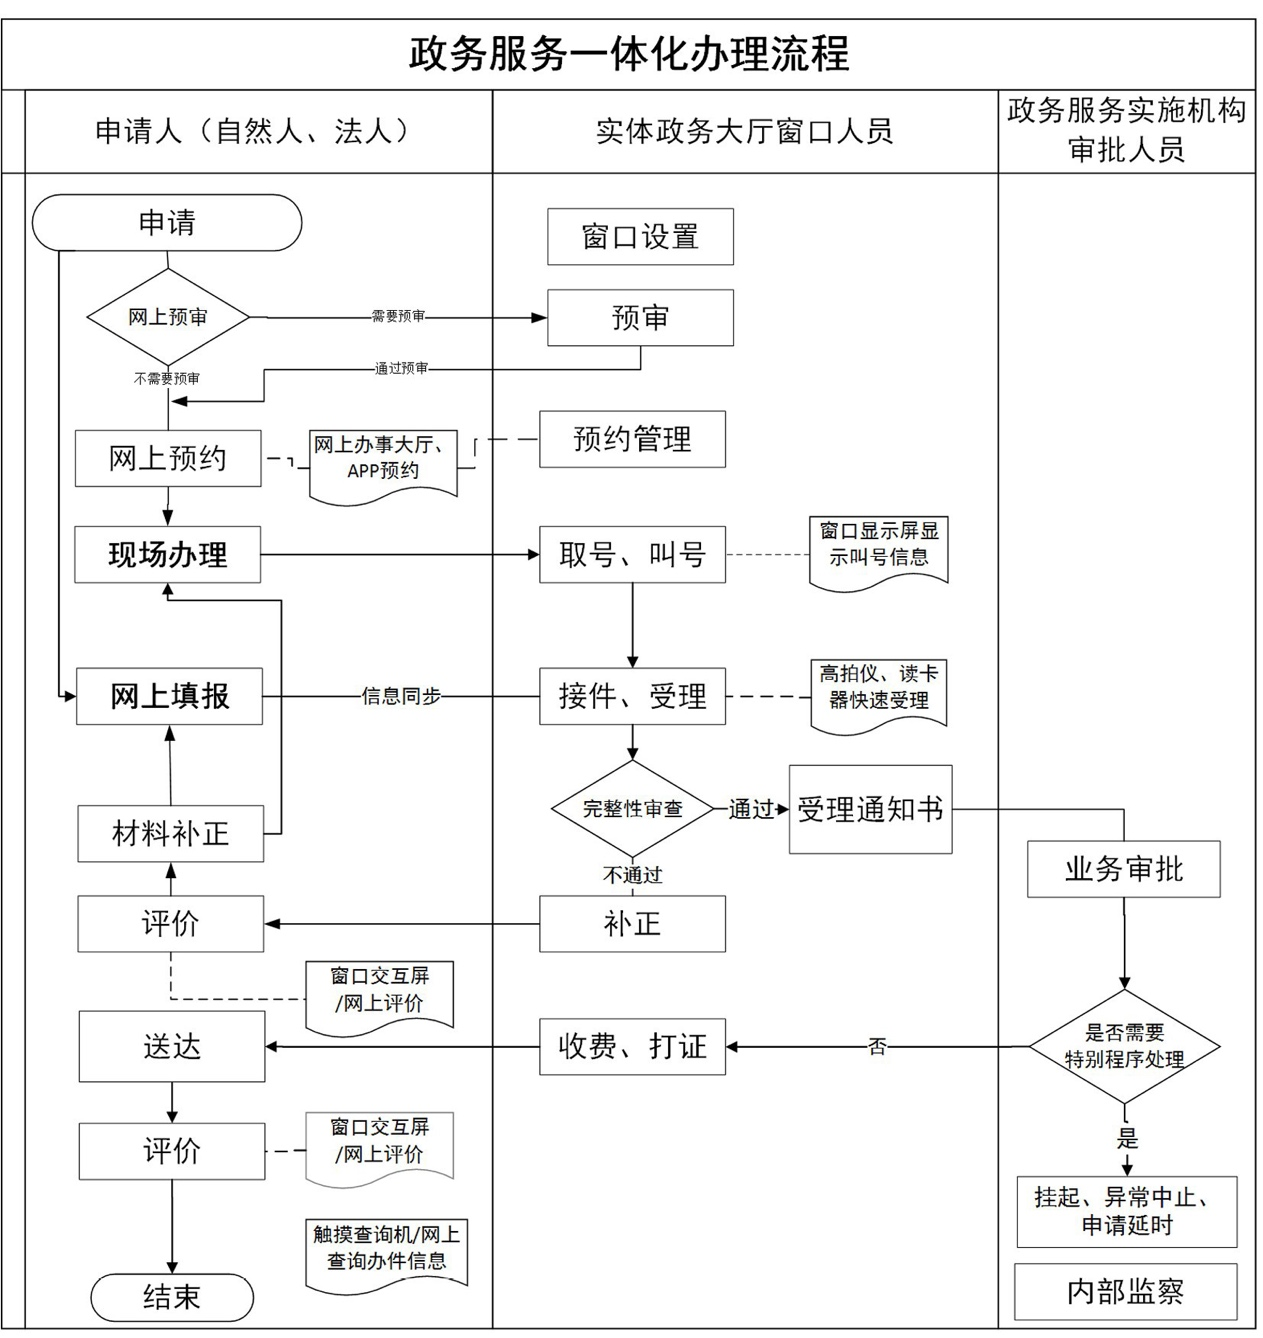 政务服务一体化办理流程
申请人（自然人、法人）
实体政务大厅窗口人员
政务服务实施机构
审批人员
申请
窗口设置
网上预审
需要预审
预审
通过预审
不需要预审
网上预约
网上办事大厅、
APP预约
预约管理
现场办理
取号、叫号
窗口显示屏显
示叫号信息
网上填报
信息同步
接件、受理
高拍仪、读卡
器快速受理
完整性审查
通过
受理通知书
材料补正
业务审批
不通过
评价
补正
窗口交互屏
/网上评价
送达
收费、打证
否
是否需要
特别程序处理
评价
窗口交互屏
/网上评价
是
挂起、异常中止、
申请延时
触摸查询机/网上
查询办件信息
结束
内部监察